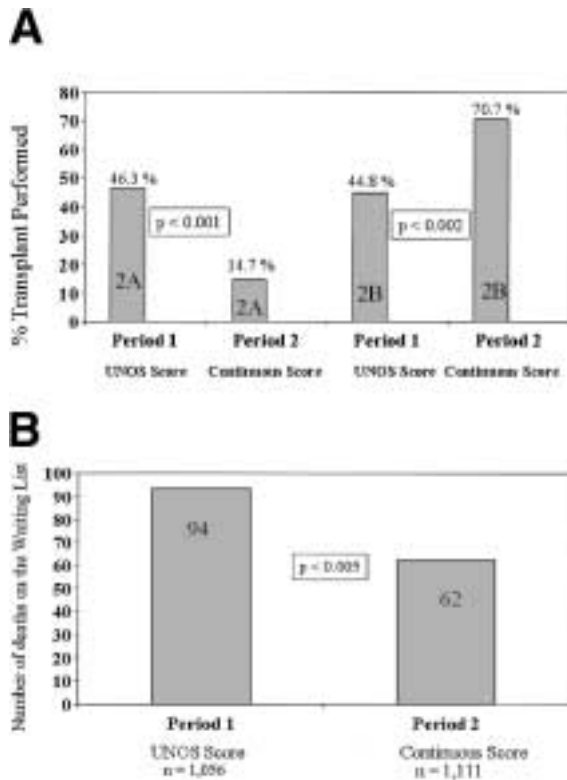 A
80
70
60
50
40
30
20
10
0
% Transplant Performed
46.3 %
14.7 %
44.8 %
70.7 %
p < 0.001
p < 0.002
2A
2A
2B
2B
Period 1 Period 2 Period 1 Period 2
UNOS Score Continuous Score UNOS Score Continuous Score
B
100
90
80
70
60
50
40
30
20
10
0
Number of deaths on the Waiting List
94
p < 0.005
62
Period 1 Period 2
UNOS Score Continuous Score
n = 1,111